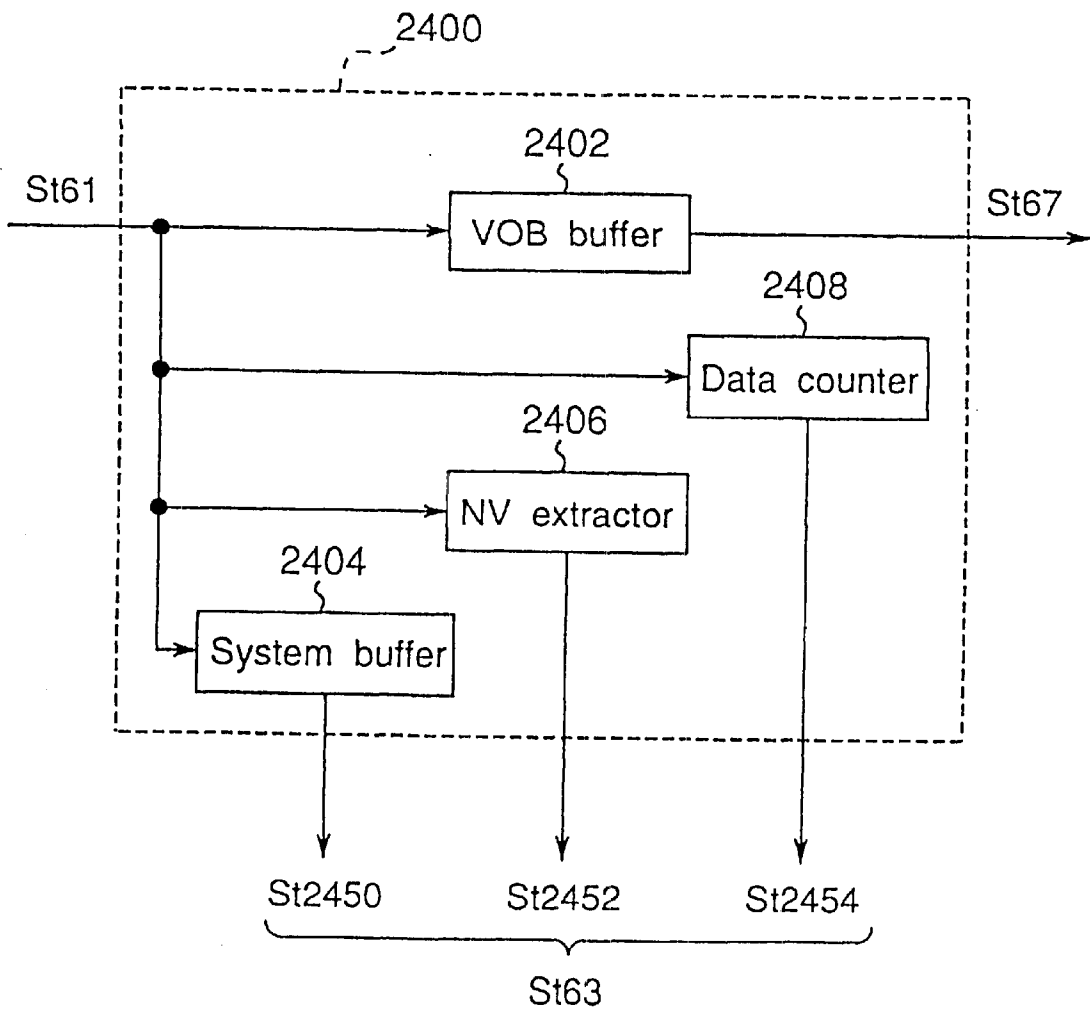 2400
2402
St61
VOB buffer
St67
2408
Data counter
2406
NV extractor
2404
System buffer
St2450
St2452
St2454
St63